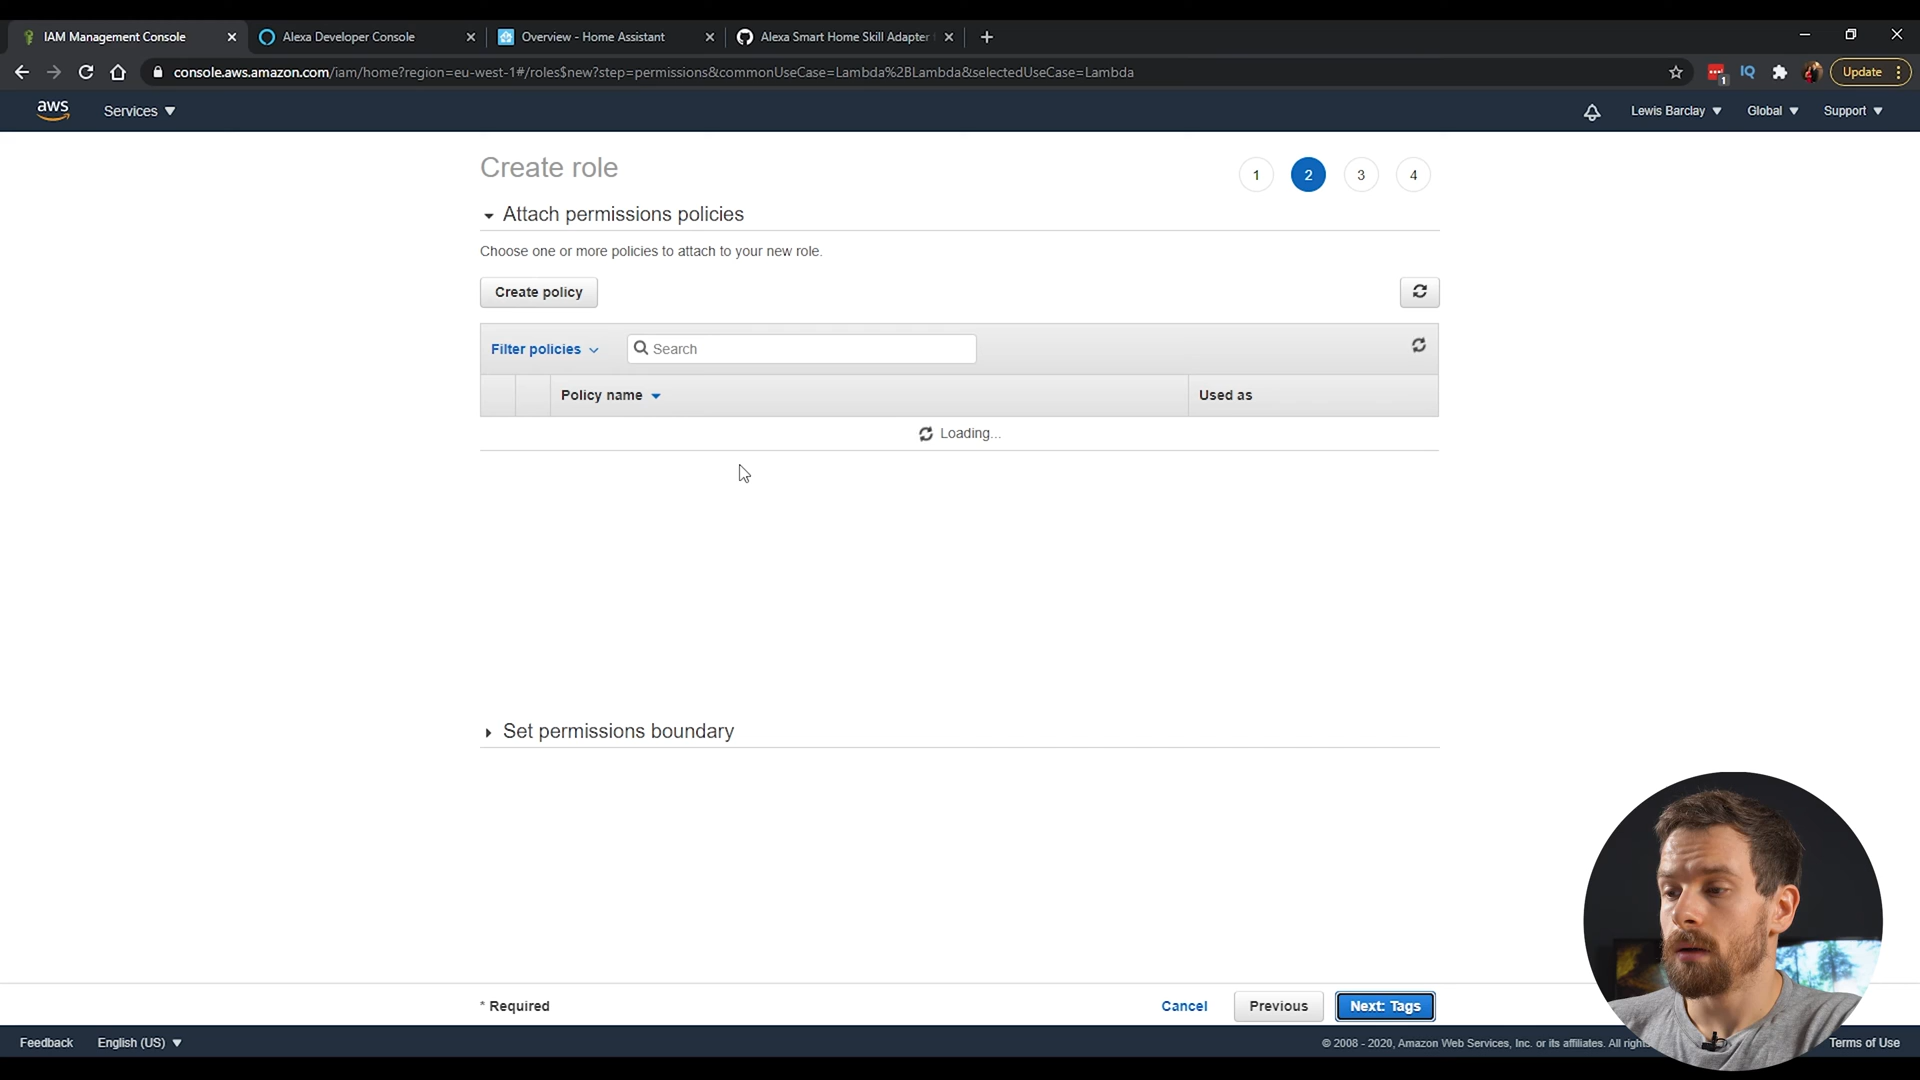 IAM Management Console
Alexa Developer Console
Overview - Home Assistant
Alexa Smart Home Skill Adapter
console.aws.amazon.com/iam/home?region=eu-west-1#/roles$new?step=permissions&commonUseCase=Lambda%2BLambda&selectedUseCase=Lambda
1
IQ
Update
aws
Services
Lewis Barclay
Global
Support
Create role
1
2
3
4
Attach permissions policies
Choose one or more policies to attach to your new role.
Create policy
Filter policies
Search
Policy name
Used as
Loading...
Set permissions boundary
* Required
Cancel
Previous
Next: Tags
Feedback
English (US)
© 2008 - 2020, Amazon Web Services, Inc. or its affiliates. All
Terms of Use